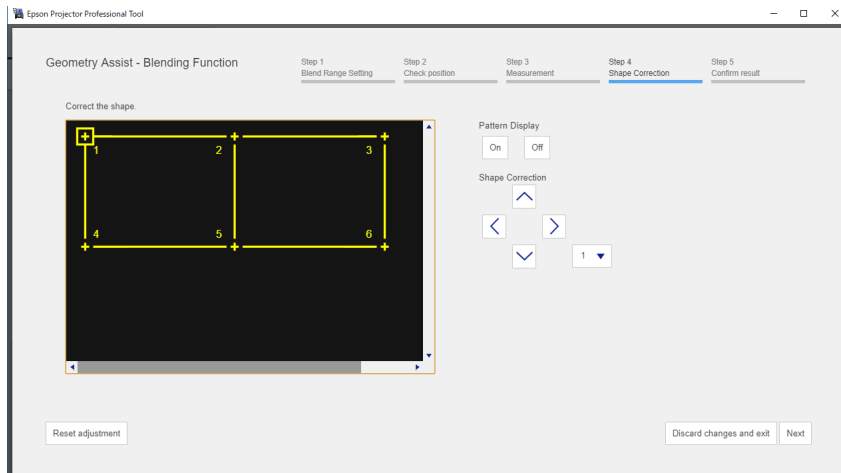 Epson Projector Professional Tool
Geometry Assist - Blending Function
Step 1
Blend Range Setting
Step 2
Check position
Step 3
Measurement
Step 4
Shape Correction
Step 5
Confirm result
Correct the shape.
1 2 3
4 5 6
Pattern Display
On Off
Shape Correction
1
Reset adjustment
Discard changes and exit
Next